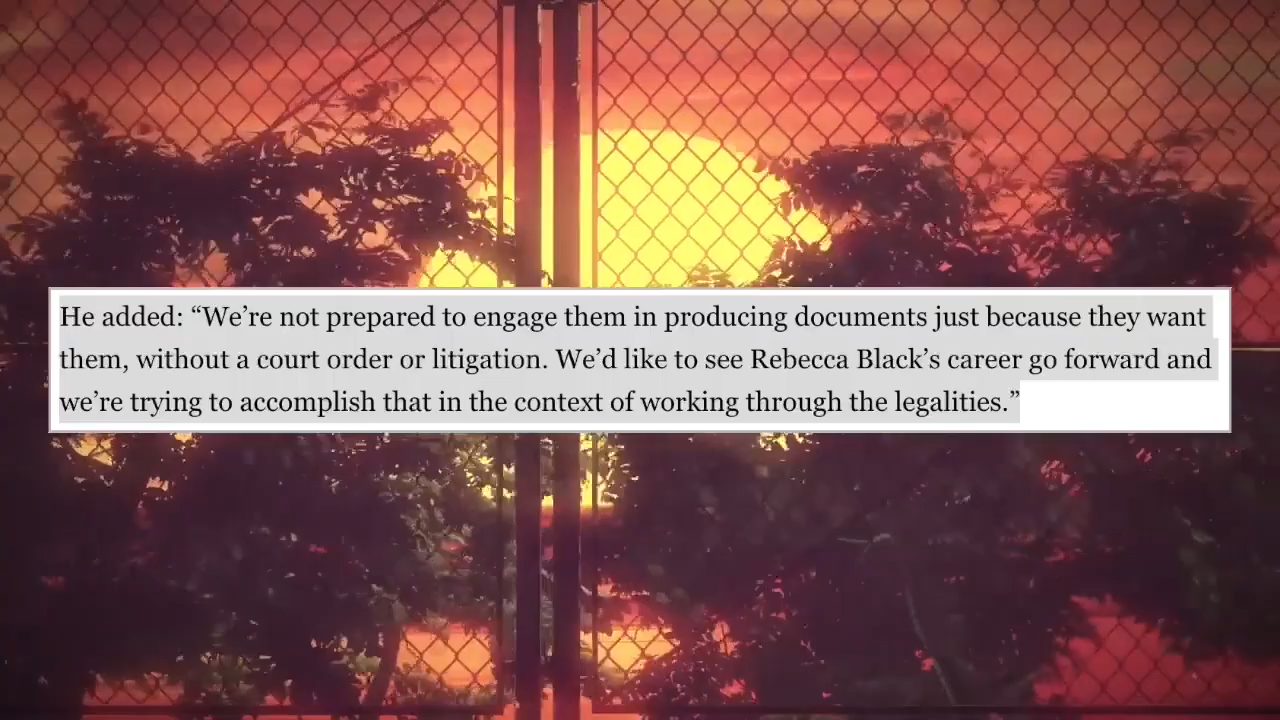 He added: “We’re not prepared to engage them in producing documents just because they want
them, without a court order or litigation. We’d like to see Rebecca Black’s career go forward and
we’re trying to accomplish that in the context of working through the legalities.”